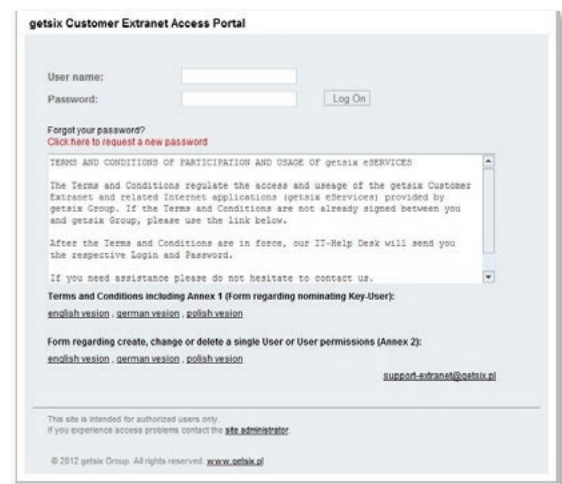 getsix Customer Extranet Access Portal
User name:
Password:
Log On
Forgot your password?
Click here to request a new password
TERMS AND CONDITIONS OF PARTICIPATION AND USAGE OF getsix eSERVICES
The Terms and Conditions regulate the access and useage of the getsix Customer
Extranet and related Internet applications (getsix eServices) provided by
getsix Group. If the Terms and Conditions are not already signed between you
and getsix Group, please use the link below.
After the Terms and Conditions are in force, our IT-Help Desk will send you
the respective Login and Password.
If you need assistance please do not hesitate to contact us.
Terms and Conditions including Annex 1 (Form regarding nominating Key-User):
english vesion , german vesion , polish vesion
Form regarding create, change or delete a single User or User permissions (Annex 2):
english vesion , german vesion , polish vesion
support-extranet@getsix.pl
This site is intended for authorized users only.
If you experience access problems contact the site administrator.
© 2012 getsix Group. All rights reserved. www.getsix.pl